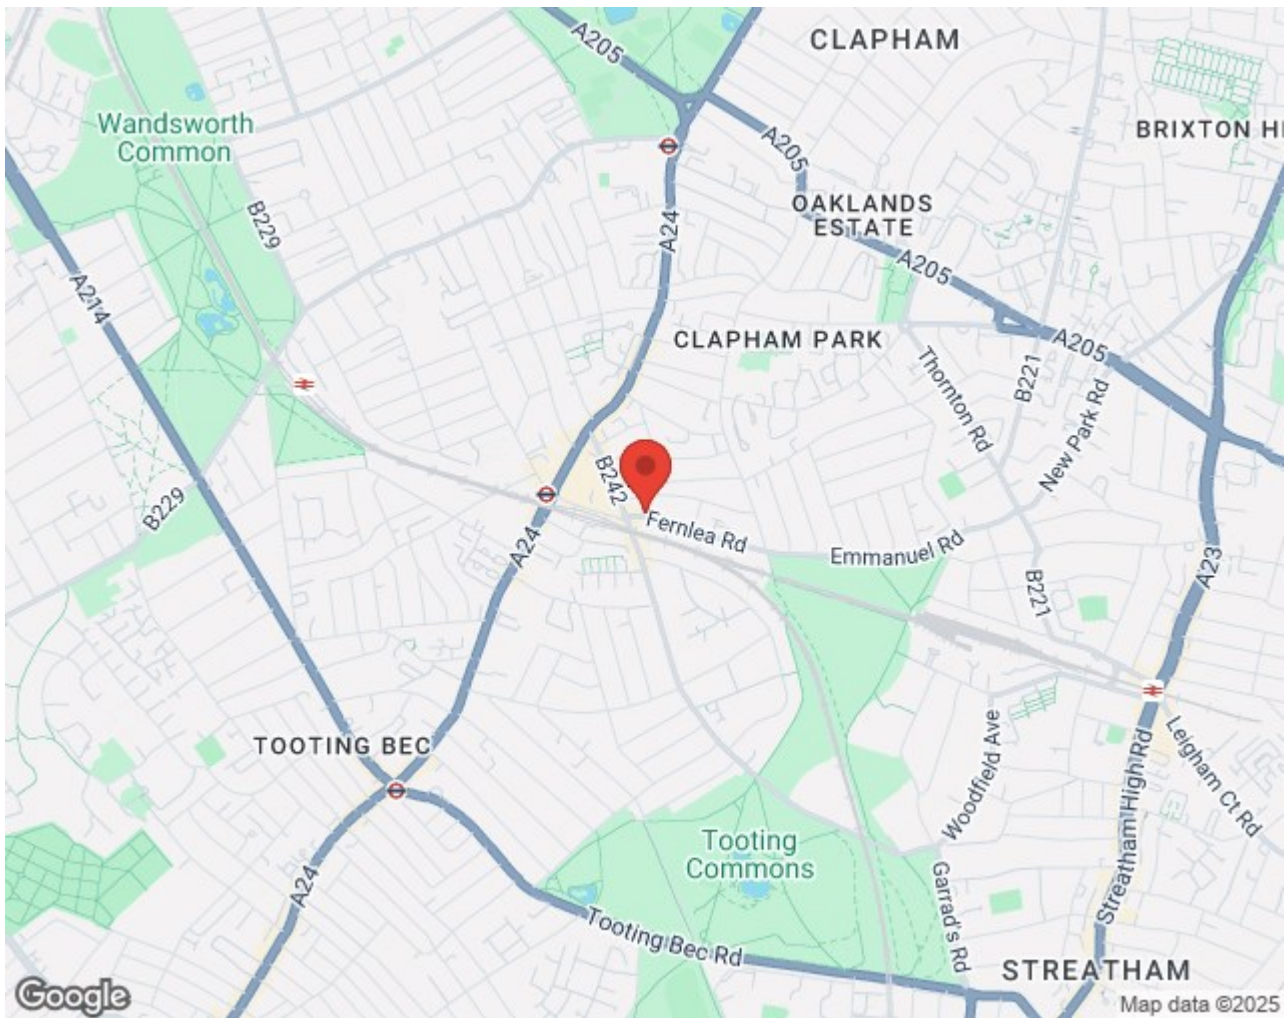 CLAPHAM
A205
Wandsworth
Common
BRIXTON HI
A205
B229
OAKLANDS
ESTATE
A24
A205
A214
CLAPHAM PARK
A205
Thornton Rd
B221
New Park Rd
B242
B229
Fernlea Rd
A24
Emmanuel Rd
A23
B221
TOOTING BEC
Woodfield Ave
Leigham Ct Rd
Streatham High Rd
Tooting
Commons
A24
Garrad's Rd
Tooting Bec Rd
STREATHAM
Google
Map data ©2025